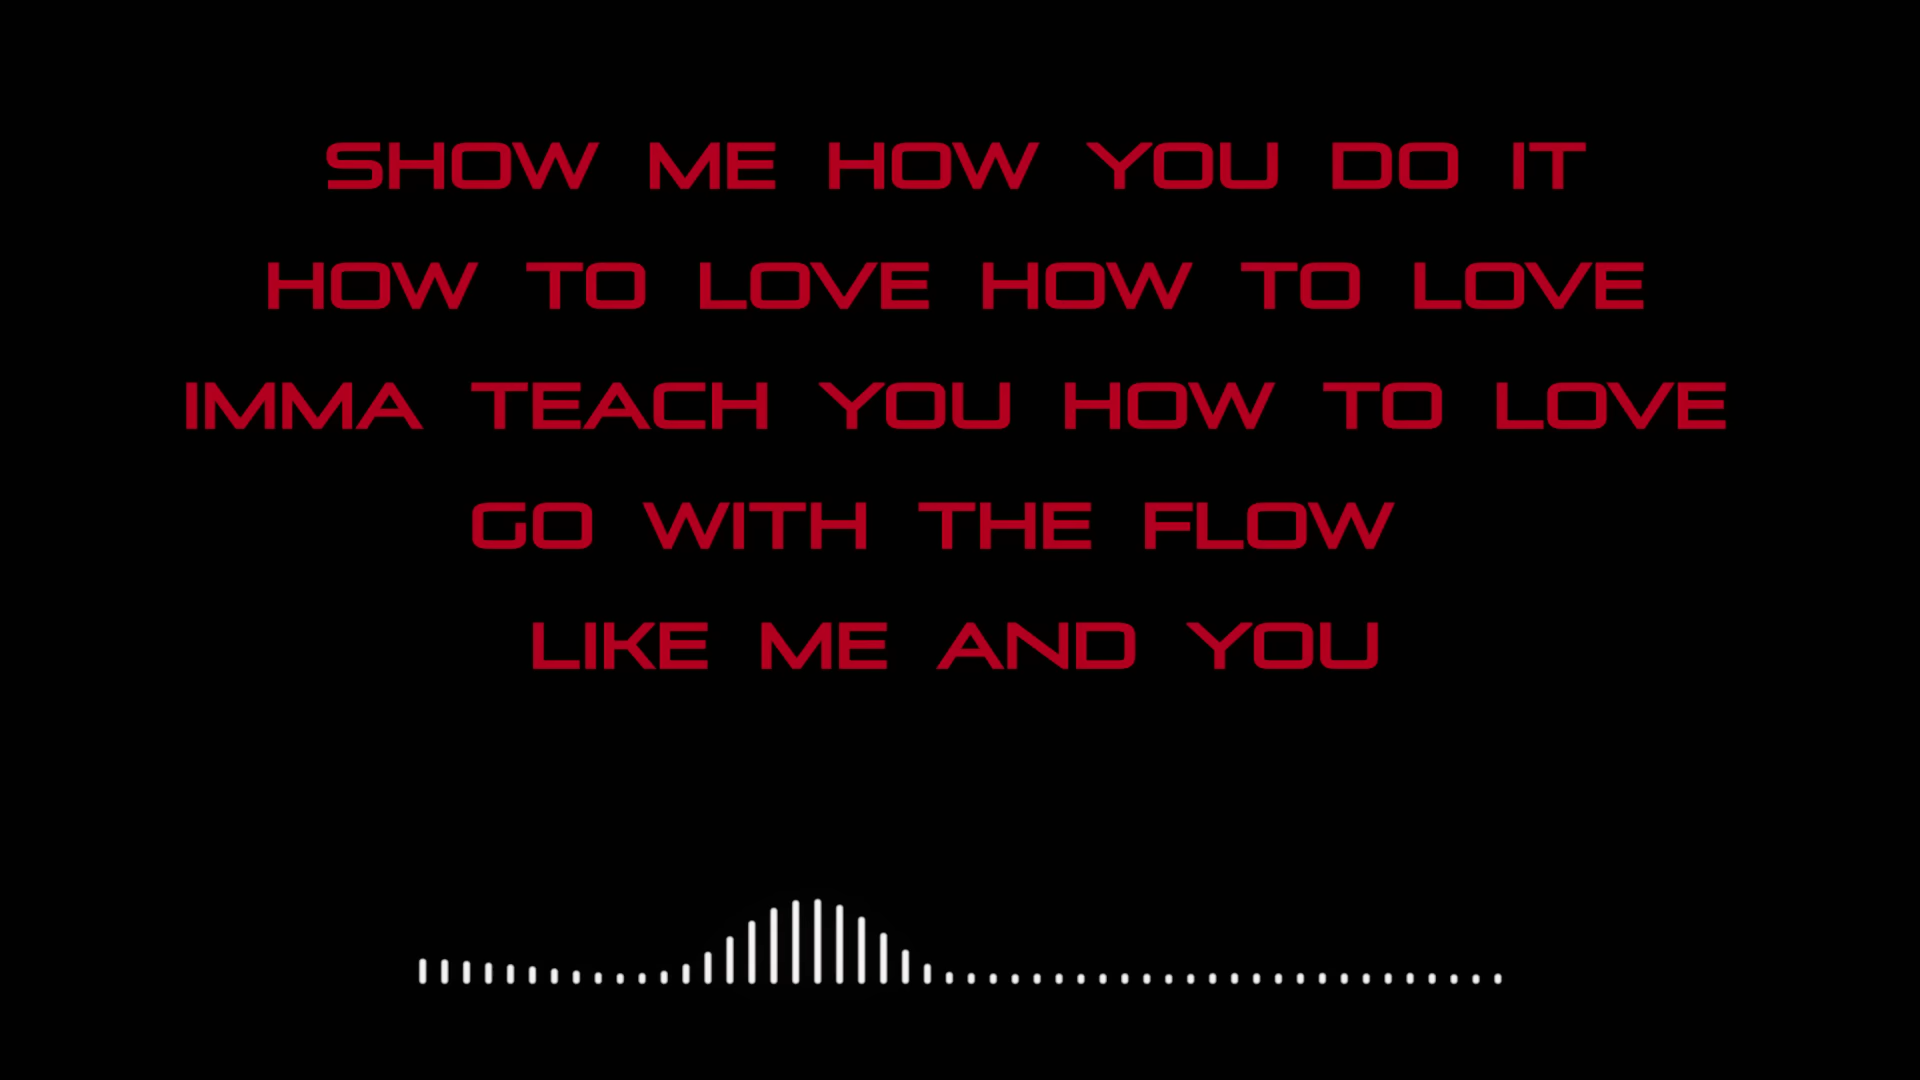 SHOW ME HOW YOU DO IT
HOW TO LOVE HOW TO LOVE
IMMA TEACH YOU HOW TO LOVE
GO WITH THE FLOW
LIKE ME AND YOU